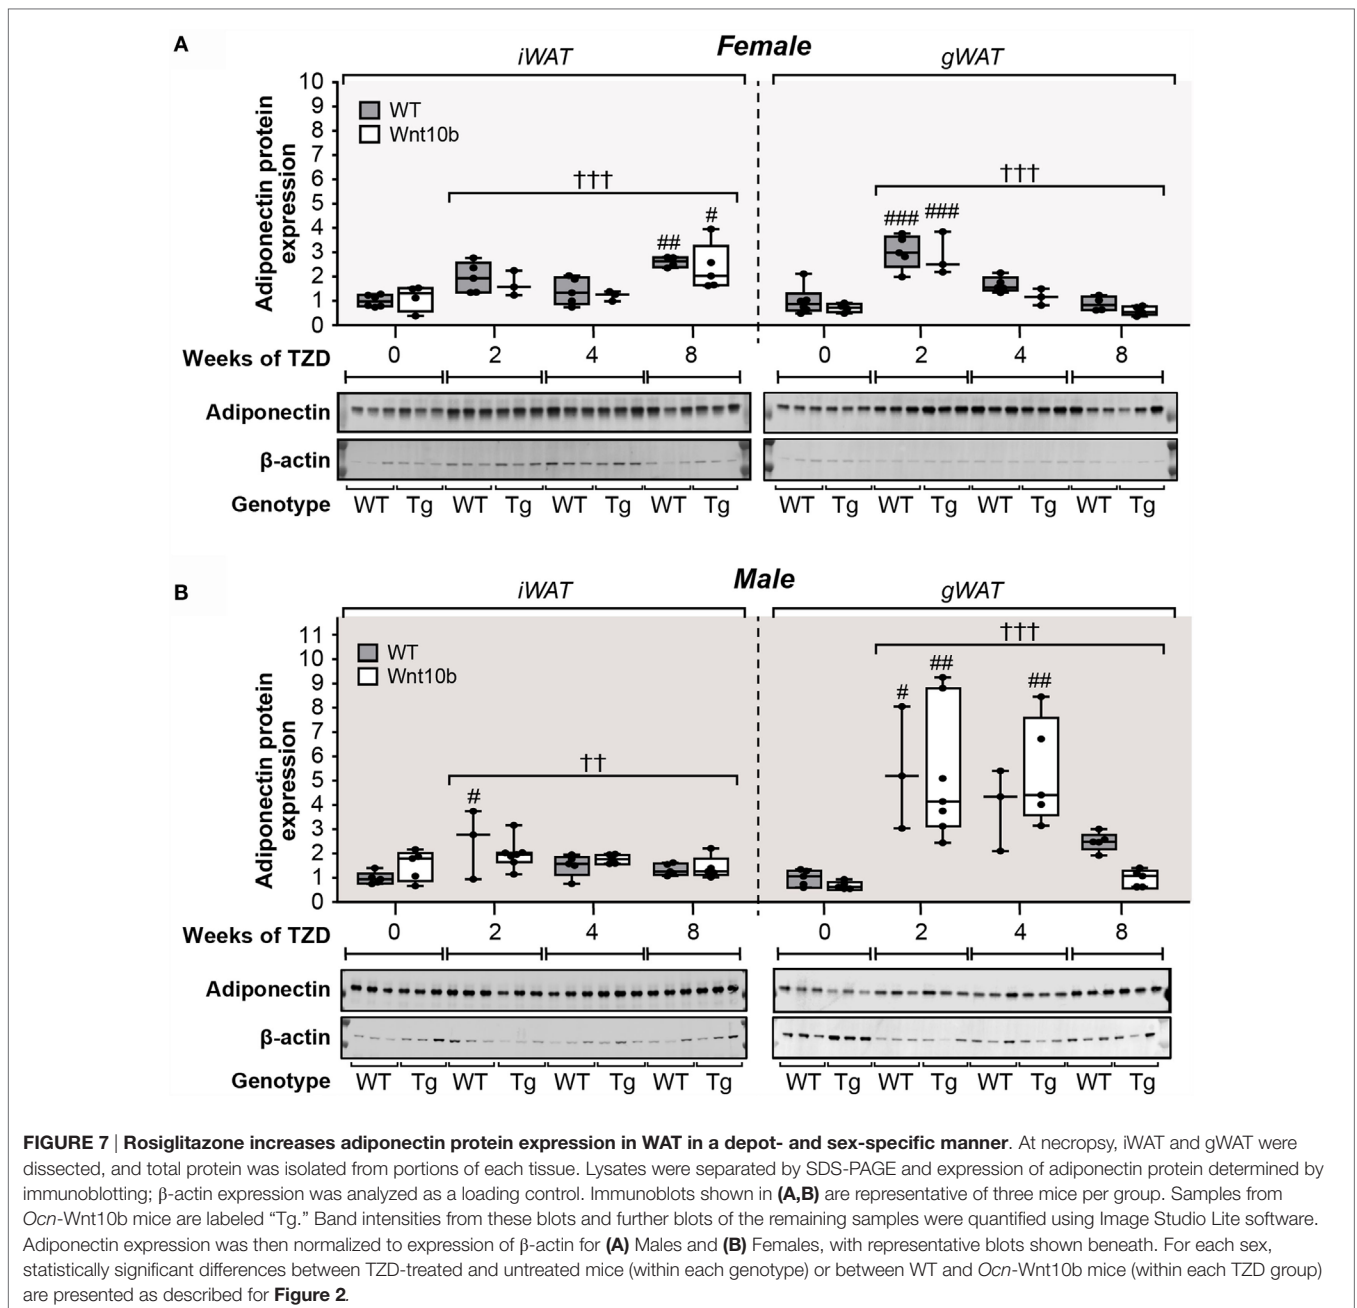 A
Female
iWAT
gWAT
10
9
8
7
6
5
4
3
2
1
0
Adiponectin protein
expression
WT
Wnt10b
†††
##
#
###
###
†††
Weeks of TZD 0 2 4 8 0 2 4 8
Adiponectin
β-actin
Genotype WT Tg WT Tg WT Tg WT Tg WT Tg WT Tg WT Tg WT Tg
B
Male
iWAT
gWAT
11
10
9
8
7
6
5
4
3
2
1
0
Adiponectin protein
expression
WT
Wnt10b
††
#
†††
#
##
##
Weeks of TZD 0 2 4 8 0 2 4 8
Adiponectin
β-actin
Genotype WT Tg WT Tg WT Tg WT Tg WT Tg WT Tg WT Tg WT Tg
FIGURE 7 | Rosiglitazone increases adiponectin protein expression in WAT in a depot- and sex-specific manner. At necropsy, iWAT and gWAT were
dissected, and total protein was isolated from portions of each tissue. Lysates were separated by SDS-PAGE and expression of adiponectin protein determined by
immunoblotting; β-actin expression was analyzed as a loading control. Immunoblots shown in (A,B) are representative of three mice per group. Samples from
Ocn-Wnt10b mice are labeled “Tg.” Band intensities from these blots and further blots of the remaining samples were quantified using Image Studio Lite software.
Adiponectin expression was then normalized to expression of β-actin for (A) Males and (B) Females, with representative blots shown beneath. For each sex,
statistically significant differences between TZD-treated and untreated mice (within each genotype) or between WT and Ocn-Wnt10b mice (within each TZD group)
are presented as described for Figure 2.